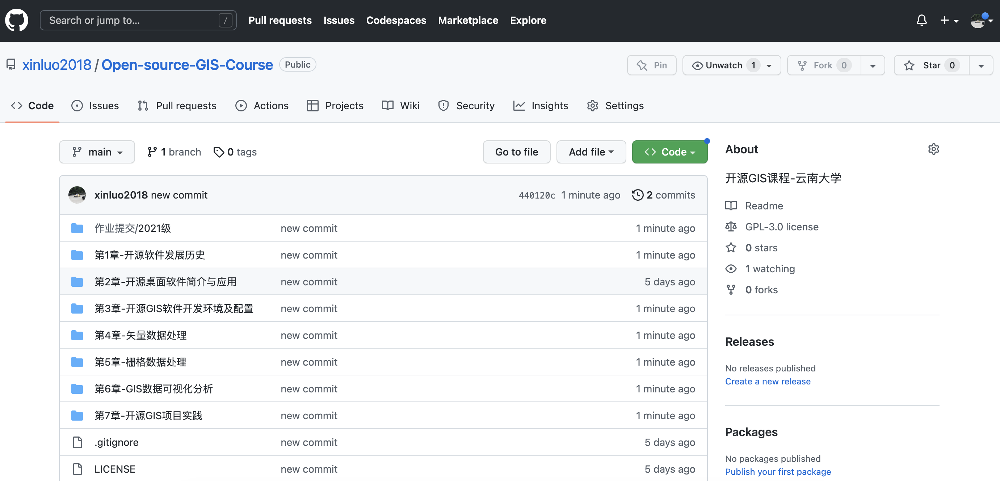 Search or jump to... / Pull requests Issues Codespaces Marketplace Explore
xinluo2018 / Open-source-GIS-Course Public Pin Unwatch 1 Fork 0 Star 0
Code Issues Pull requests Actions Projects Wiki Security Insights Settings
main 1 branch 0 tags Go to file Add file Code
xinluo2018 new commit 440120c 1 minute ago 2 commits
作业提交/2021级 new commit 1 minute ago
第1章-开源软件发展历史 new commit 1 minute ago
第2章-开源桌面软件简介与应用 new commit 5 days ago
第3章-开源GIS软件开发环境及配置 new commit 1 minute ago
第4章-矢量数据处理 new commit 1 minute ago
第5章-栅格数据处理 new commit 1 minute ago
第6章-GIS数据可视化分析 new commit 1 minute ago
第7章-开源GIS项目实践 new commit 1 minute ago
.gitignore new commit 5 days ago
LICENSE new commit 5 days ago
About
开源GIS课程-云南大学
Readme
GPL-3.0 license
0 stars
1 watching
0 forks
Releases
No releases published
Create a new release
Packages
No packages published
Publish your first package